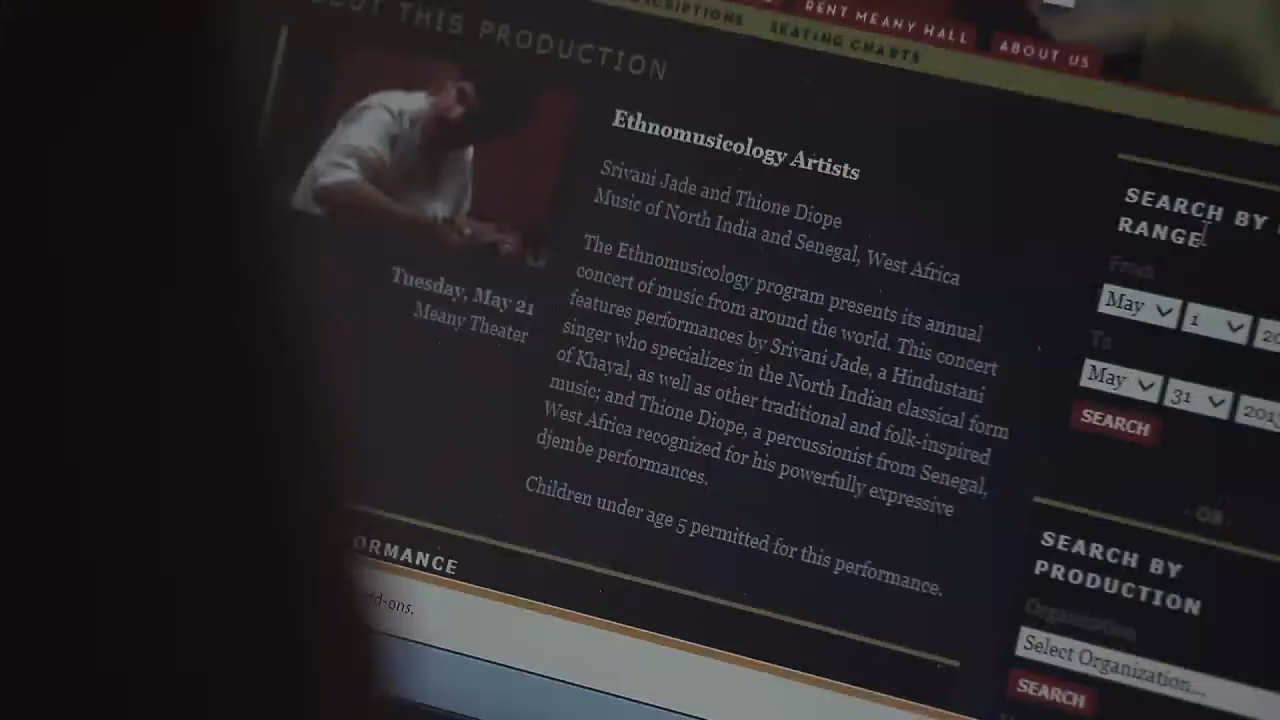 RENT MEANY HALL
ABOUT US
SEATING CHARTS
THIS PRODUCTION
Ethnomusicology Artists
Srivani Jade and Thione Diope
Music of North India and Senegal, West Africa
The Ethnomusicology program presents its annual
concert of music from around the world. This concert
features performances by Srivani Jade, a Hindustani
singer who specializes in the North Indian classical form
of Khayal, as well as other traditional and folk-inspired
music; and Thione Diope, a percussionist from Senegal,
West Africa recognized for his powerfully expressive
djembe performances.
Children under age 5 permitted for this performance.
Tuesday, May 21
Meany Theater
SEARCH BY
RANGE
From
May 1
To
May 31
SEARCH
- OR -
SEARCH BY
PRODUCTION
Organization
Select Organization...
SEARCH